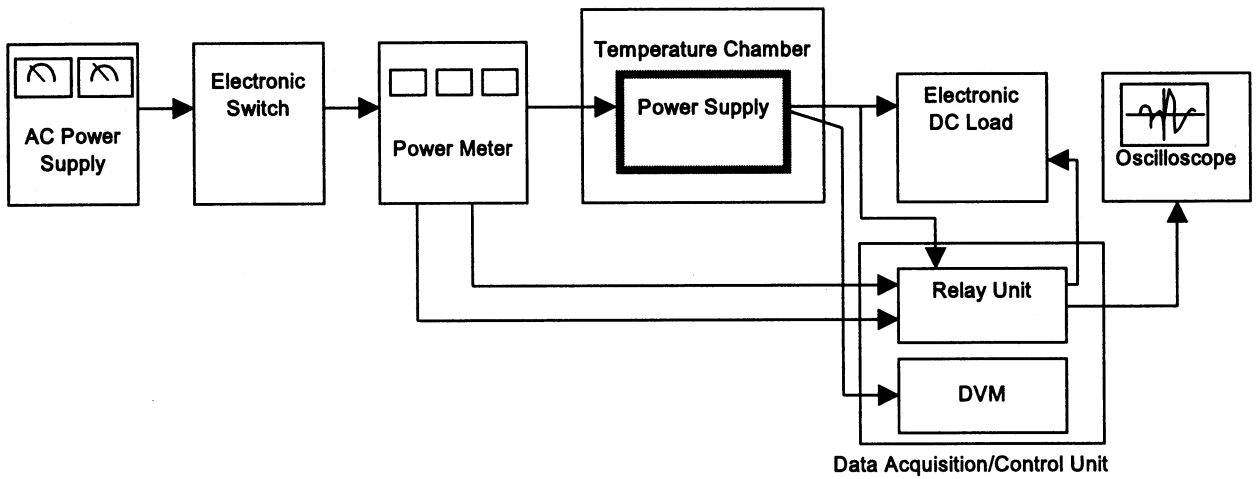 AC Power
Supply
Electronic
Switch
Power Meter
Temperature Chamber
Power Supply
Electronic
DC Load
Oscilloscope
Relay Unit
DVM
Data Acquisition/Control Unit